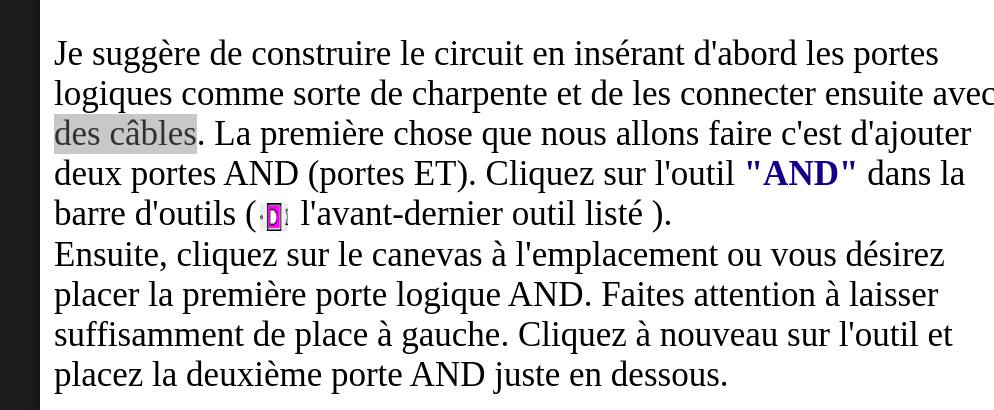 Je suggère de construire le circuit en insérant d'abord les portes
logiques comme sorte de charpente et de les connecter ensuite avec
des câbles. La première chose que nous allons faire c'est d'ajouter
deux portes AND (portes ET). Cliquez sur l'outil "AND" dans la
barre d'outils ( l'avant-dernier outil listé ).
Ensuite, cliquez sur le canevas à l'emplacement ou vous désirez
placer la première porte logique AND. Faites attention à laisser
suffisamment de place à gauche. Cliquez à nouveau sur l'outil et
placez la deuxième porte AND juste en dessous.